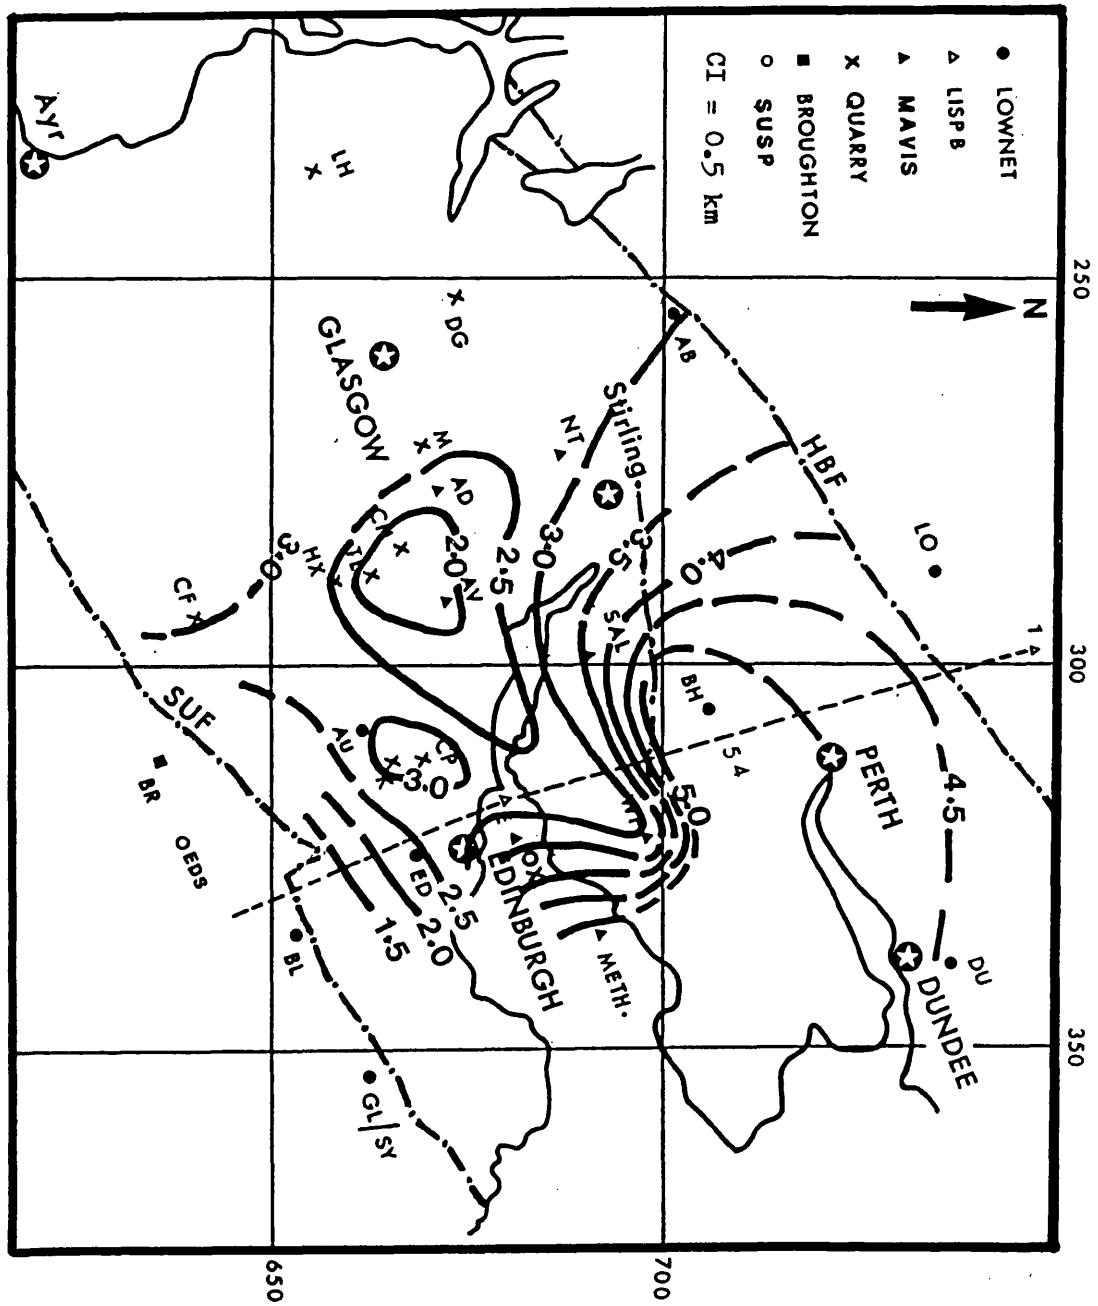 LOWNET
LISPB
MAVIS
QUARRY
BROUGHTON
SUSP
CI = 0.5 km
250
300
350
650
700
N
Ayr
LH
DG
GLASGOW
AB
Stirling
NT
HBF
LO
M
AD
HX
CF
AV
SAL
BH
1
5
PERTH
DUNDEE
DU
SUF
AU
CP
BR
EDS
ED
OX
EDINBURGH
METH.
BL
GL/SY
3.0
2.0
2.5
3.0
3.5
4.0
4.5
5.0
3.0
2.5
2.0
1.5